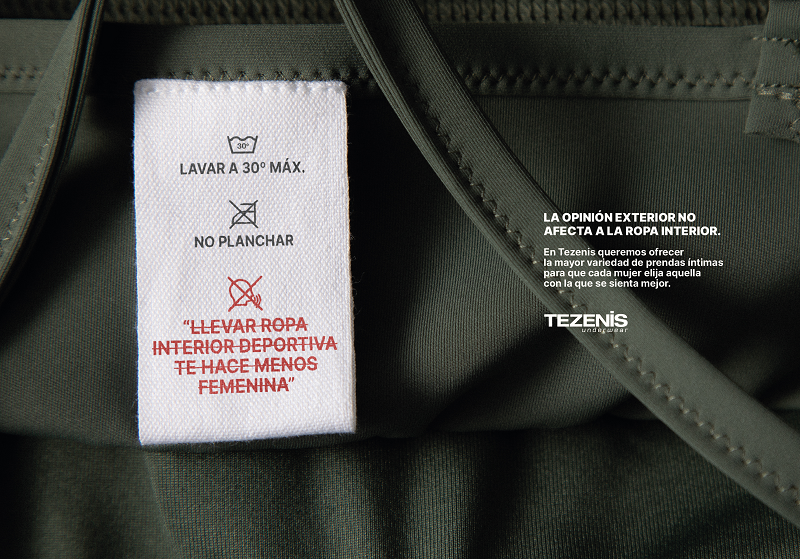 30º
LAVAR A 30º MÁX.
NO PLANCHAR
“LLEVAR ROPA
INTERIOR DEPORTIVA
TE HACE MENOS
FEMENINA”
LA OPINIÓN EXTERIOR NO
AFECTA A LA ROPA INTERIOR.
En Tezenis queremos ofrecer
la mayor variedad de prendas íntimas
para que cada mujer elija aquella
con la que se sienta mejor.
TEZENIS
underwear